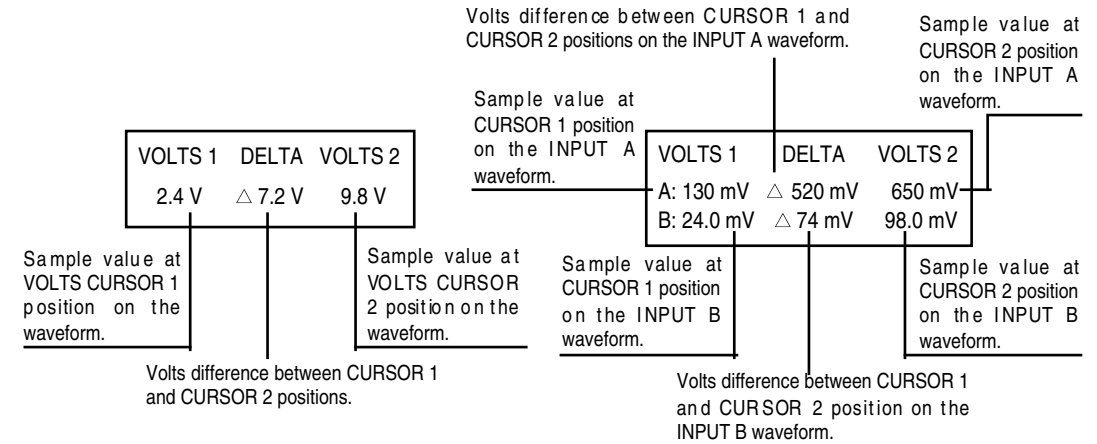 Volts difference between CURSOR 1 and
CURSOR 2 positions on the INPUT A waveform.
Sample value at
CURSOR 2 position
on the INPUT A
waveform.
Sample value at
CURSOR 1 position
on the INPUT A
waveform.
VOLTS 1 DELTA VOLTS 2
2.4 V △ 7.2 V 9.8 V
VOLTS 1 DELTA VOLTS 2
A: 130 mV △ 520 mV 650 mV
B: 24.0 mV △ 74 mV 98.0 mV
Sample value at
VOLTS CURSOR 1
position on the
waveform.
Sample value at
VOLTS CURSOR
2 position on the
waveform.
Volts difference between CURSOR 1
and CURSOR 2 positions.
Sample value at
CURSOR 1 position
on the INPUT B
waveform.
Sample value at
CURSOR 2 position
on the INPUT B
waveform.
Volts difference between CURSOR 1
and CURSOR 2 position on the
INPUT B waveform.